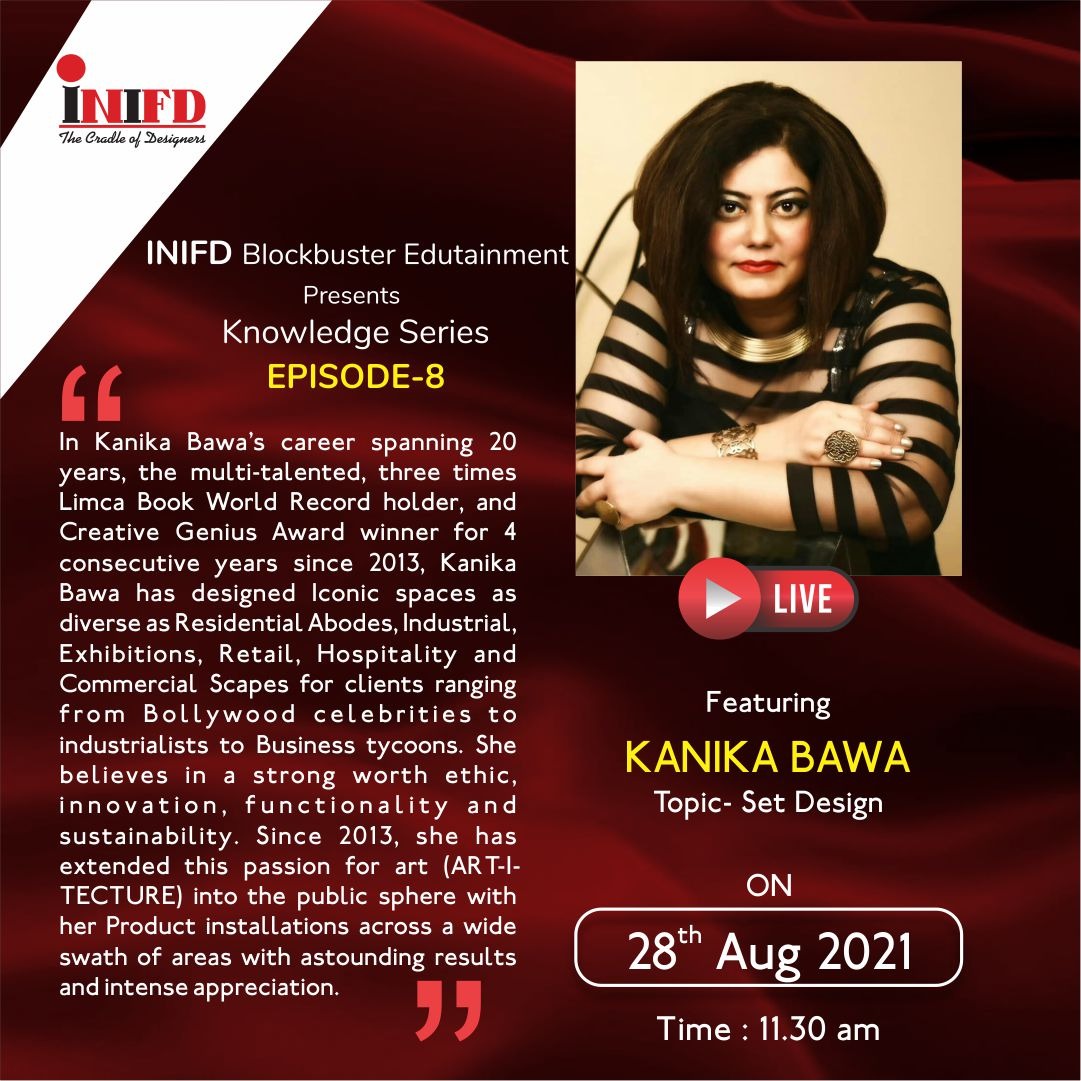 iNIFD
The Cradle of Designers
INIFD Blockbuster Edutainment
Presents
Knowledge Series
EPISODE-8
“
In Kanika Bawa’s career spanning 20
years, the multi-talented, three times
Limca Book World Record holder, and
Creative Genius Award winner for 4
consecutive years since 2013, Kanika
Bawa has designed Iconic spaces as
diverse as Residential Abodes, Industrial,
Exhibitions, Retail, Hospitality and
Commercial Scapes for clients ranging
from Bollywood celebrities to
industrialists to Business tycoons. She
believes in a strong worth ethic,
innovation, functionality and
sustainability. Since 2013, she has
extended this passion for art (ART-I-
TECTURE) into the public sphere with
her Product installations across a wide
swath of areas with astounding results
and intense appreciation.
”
LIVE
Featuring
KANIKA BAWA
Topic- Set Design
ON
28th Aug 2021
Time : 11.30 am